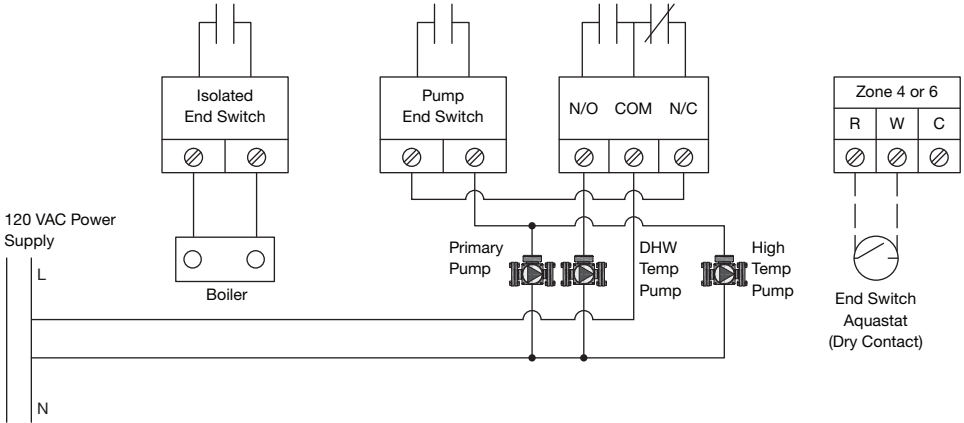 Isolated
End Switch
Pump
End Switch
N/O COM N/C
Zone 4 or 6
R W C
120 VAC Power
Supply
L
Boiler
Primary
Pump
DHW
Temp
Pump
High
Temp
Pump
End Switch
Aquastat
(Dry Contact)
N